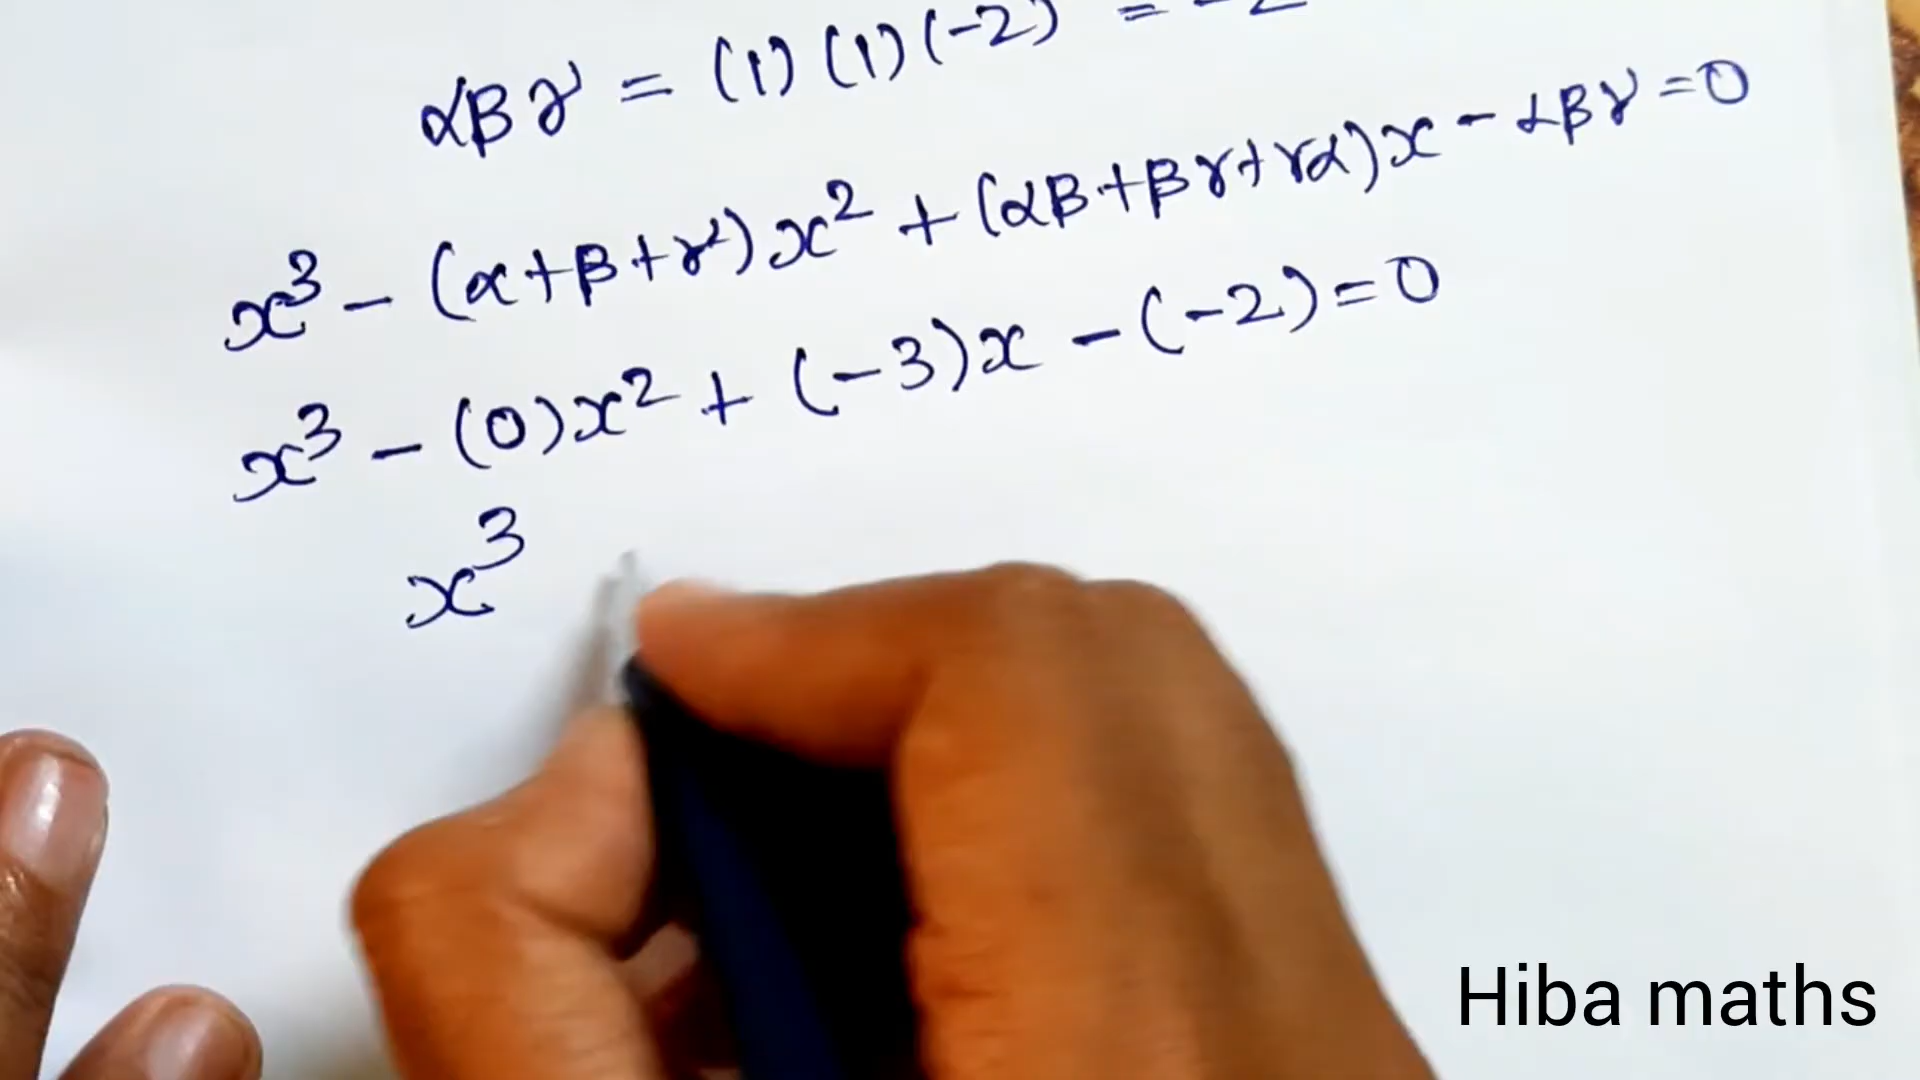 αβγ = (1) (1) (-2) = -2
x³ - (α+β+γ)x² + (αβ+βγ+γα)x - αβγ = 0
x³ - (0)x² + (-3)x - (-2) = 0
x³
Hiba maths